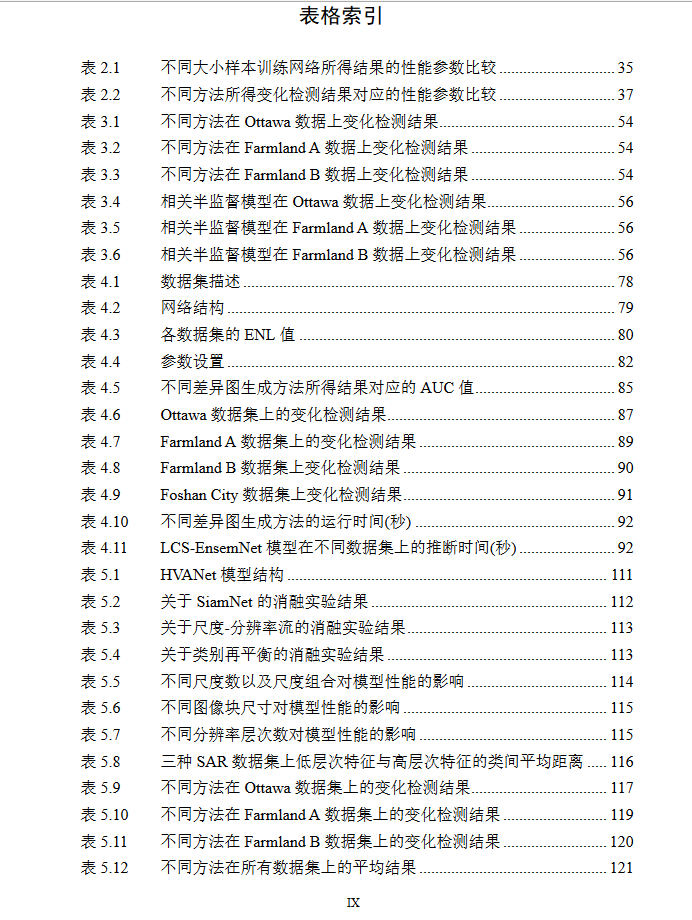 表格索引
表 2.1 不同大小样本训练网络所得结果的性能参数比较 35
表 2.2 不同方法所得变化检测结果对应的性能参数比较 37
表 3.1 不同方法在 Ottawa 数据上变化检测结果 54
表 3.2 不同方法在 Farmland A 数据上变化检测结果 54
表 3.3 不同方法在 Farmland B 数据上变化检测结果 54
表 3.4 相关半监督模型在 Ottawa 数据上变化检测结果 56
表 3.5 相关半监督模型在 Farmland A 数据上变化检测结果 56
表 3.6 相关半监督模型在 Farmland B 数据上变化检测结果 56
表 4.1 数据集描述 78
表 4.2 网络结构 79
表 4.3 各数据集的 ENL 值 80
表 4.4 参数设置 82
表 4.5 不同差异图生成方法所得结果对应的 AUC 值 85
表 4.6 Ottawa 数据集上的变化检测结果 87
表 4.7 Farmland A 数据集上的变化检测结果 89
表 4.8 Farmland B 数据集上变化检测结果 90
表 4.9 Foshan City 数据集上变化检测结果 91
表 4.10 不同差异图生成方法的运行时间(秒) 92
表 4.11 LCS-EnsemNet 模型在不同数据集上的推断时间(秒) 92
表 5.1 HVANet 模型结构 111
表 5.2 关于 SiamNet 的消融实验结果 112
表 5.3 关于尺度-分辨率流的消融实验结果 113
表 5.4 关于类别再平衡的消融实验结果 113
表 5.5 不同尺度数以及尺度组合对模型性能的影响 114
表 5.6 不同图像块尺寸对模型性能的影响 115
表 5.7 不同分辨率层次数对模型性能的影响 115
表 5.8 三种 SAR 数据集上低层次特征与高层次特征的类间平均距离 116
表 5.9 不同方法在 Ottawa 数据集上的变化检测结果 117
表 5.10 不同方法在 Farmland A 数据集上的变化检测结果 119
表 5.11 不同方法在 Farmland B 数据集上的变化检测结果 120
表 5.12 不同方法在所有数据集上的平均结果 121
IX